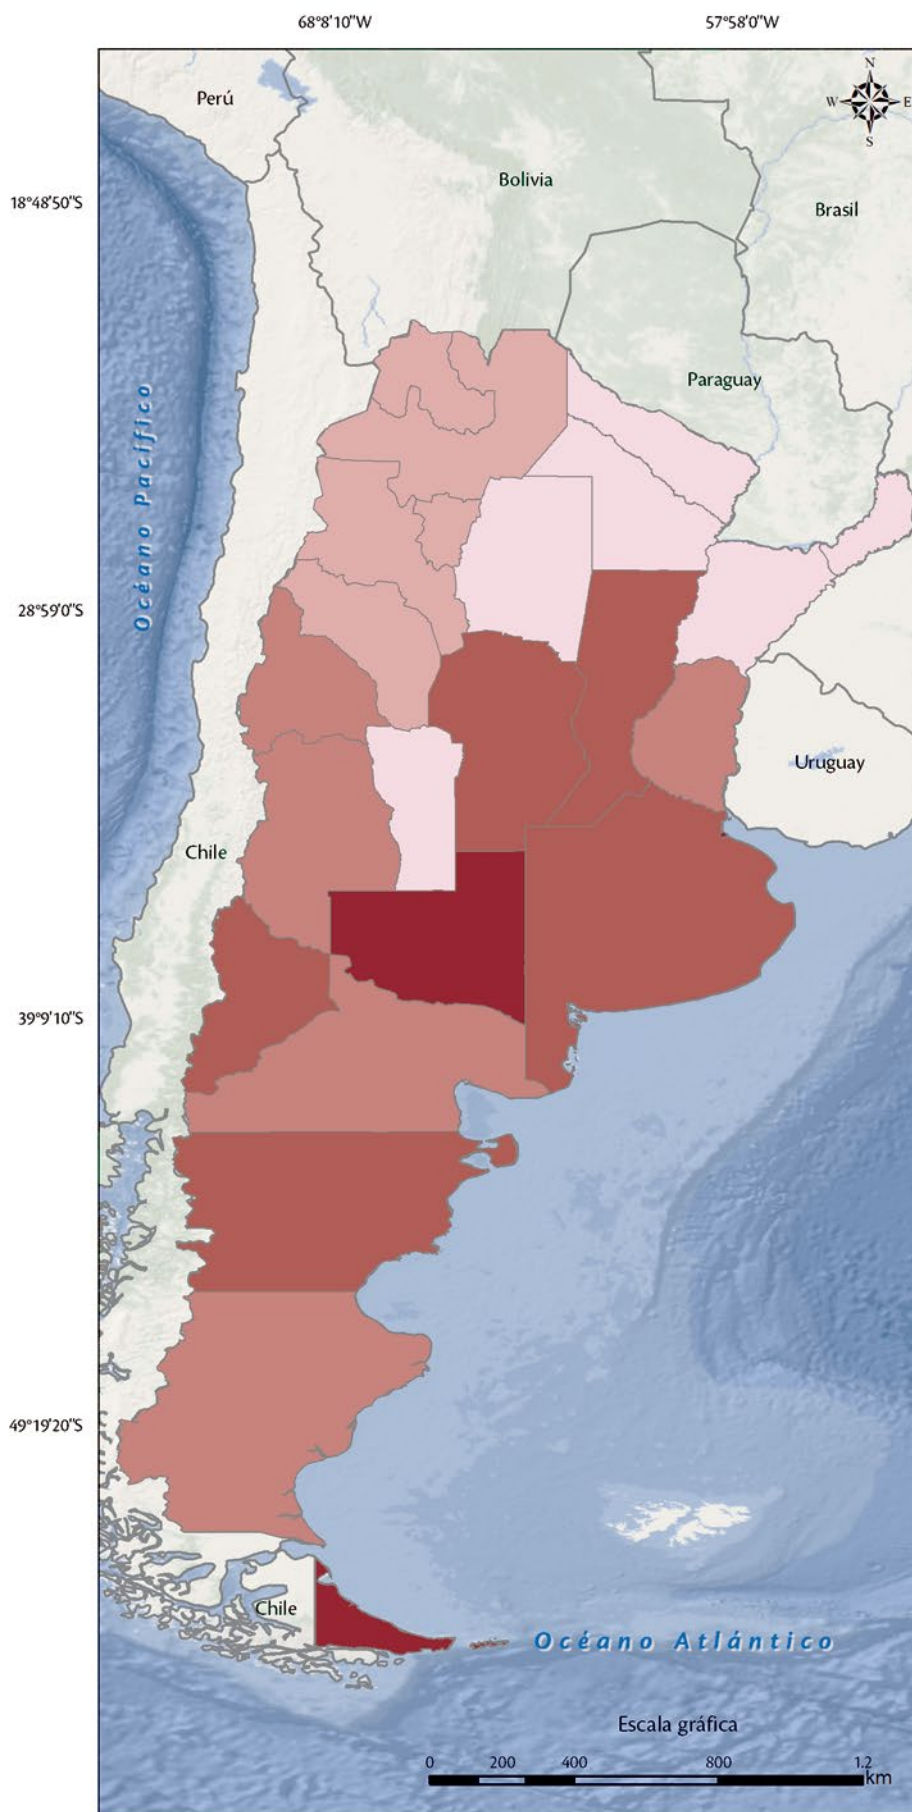 68°8'10"W
57°58'0"W
N
W
E
S
Perú
Bolivia
Brasil
18°48'50"S
Paraguay
Océano Pacífico
28°59'0"S
Uruguay
Chile
39°9'10"S
49°19'20"S
Chile
Océano Atlántico
Escala gráfica
0 200 400 800 1.2
km